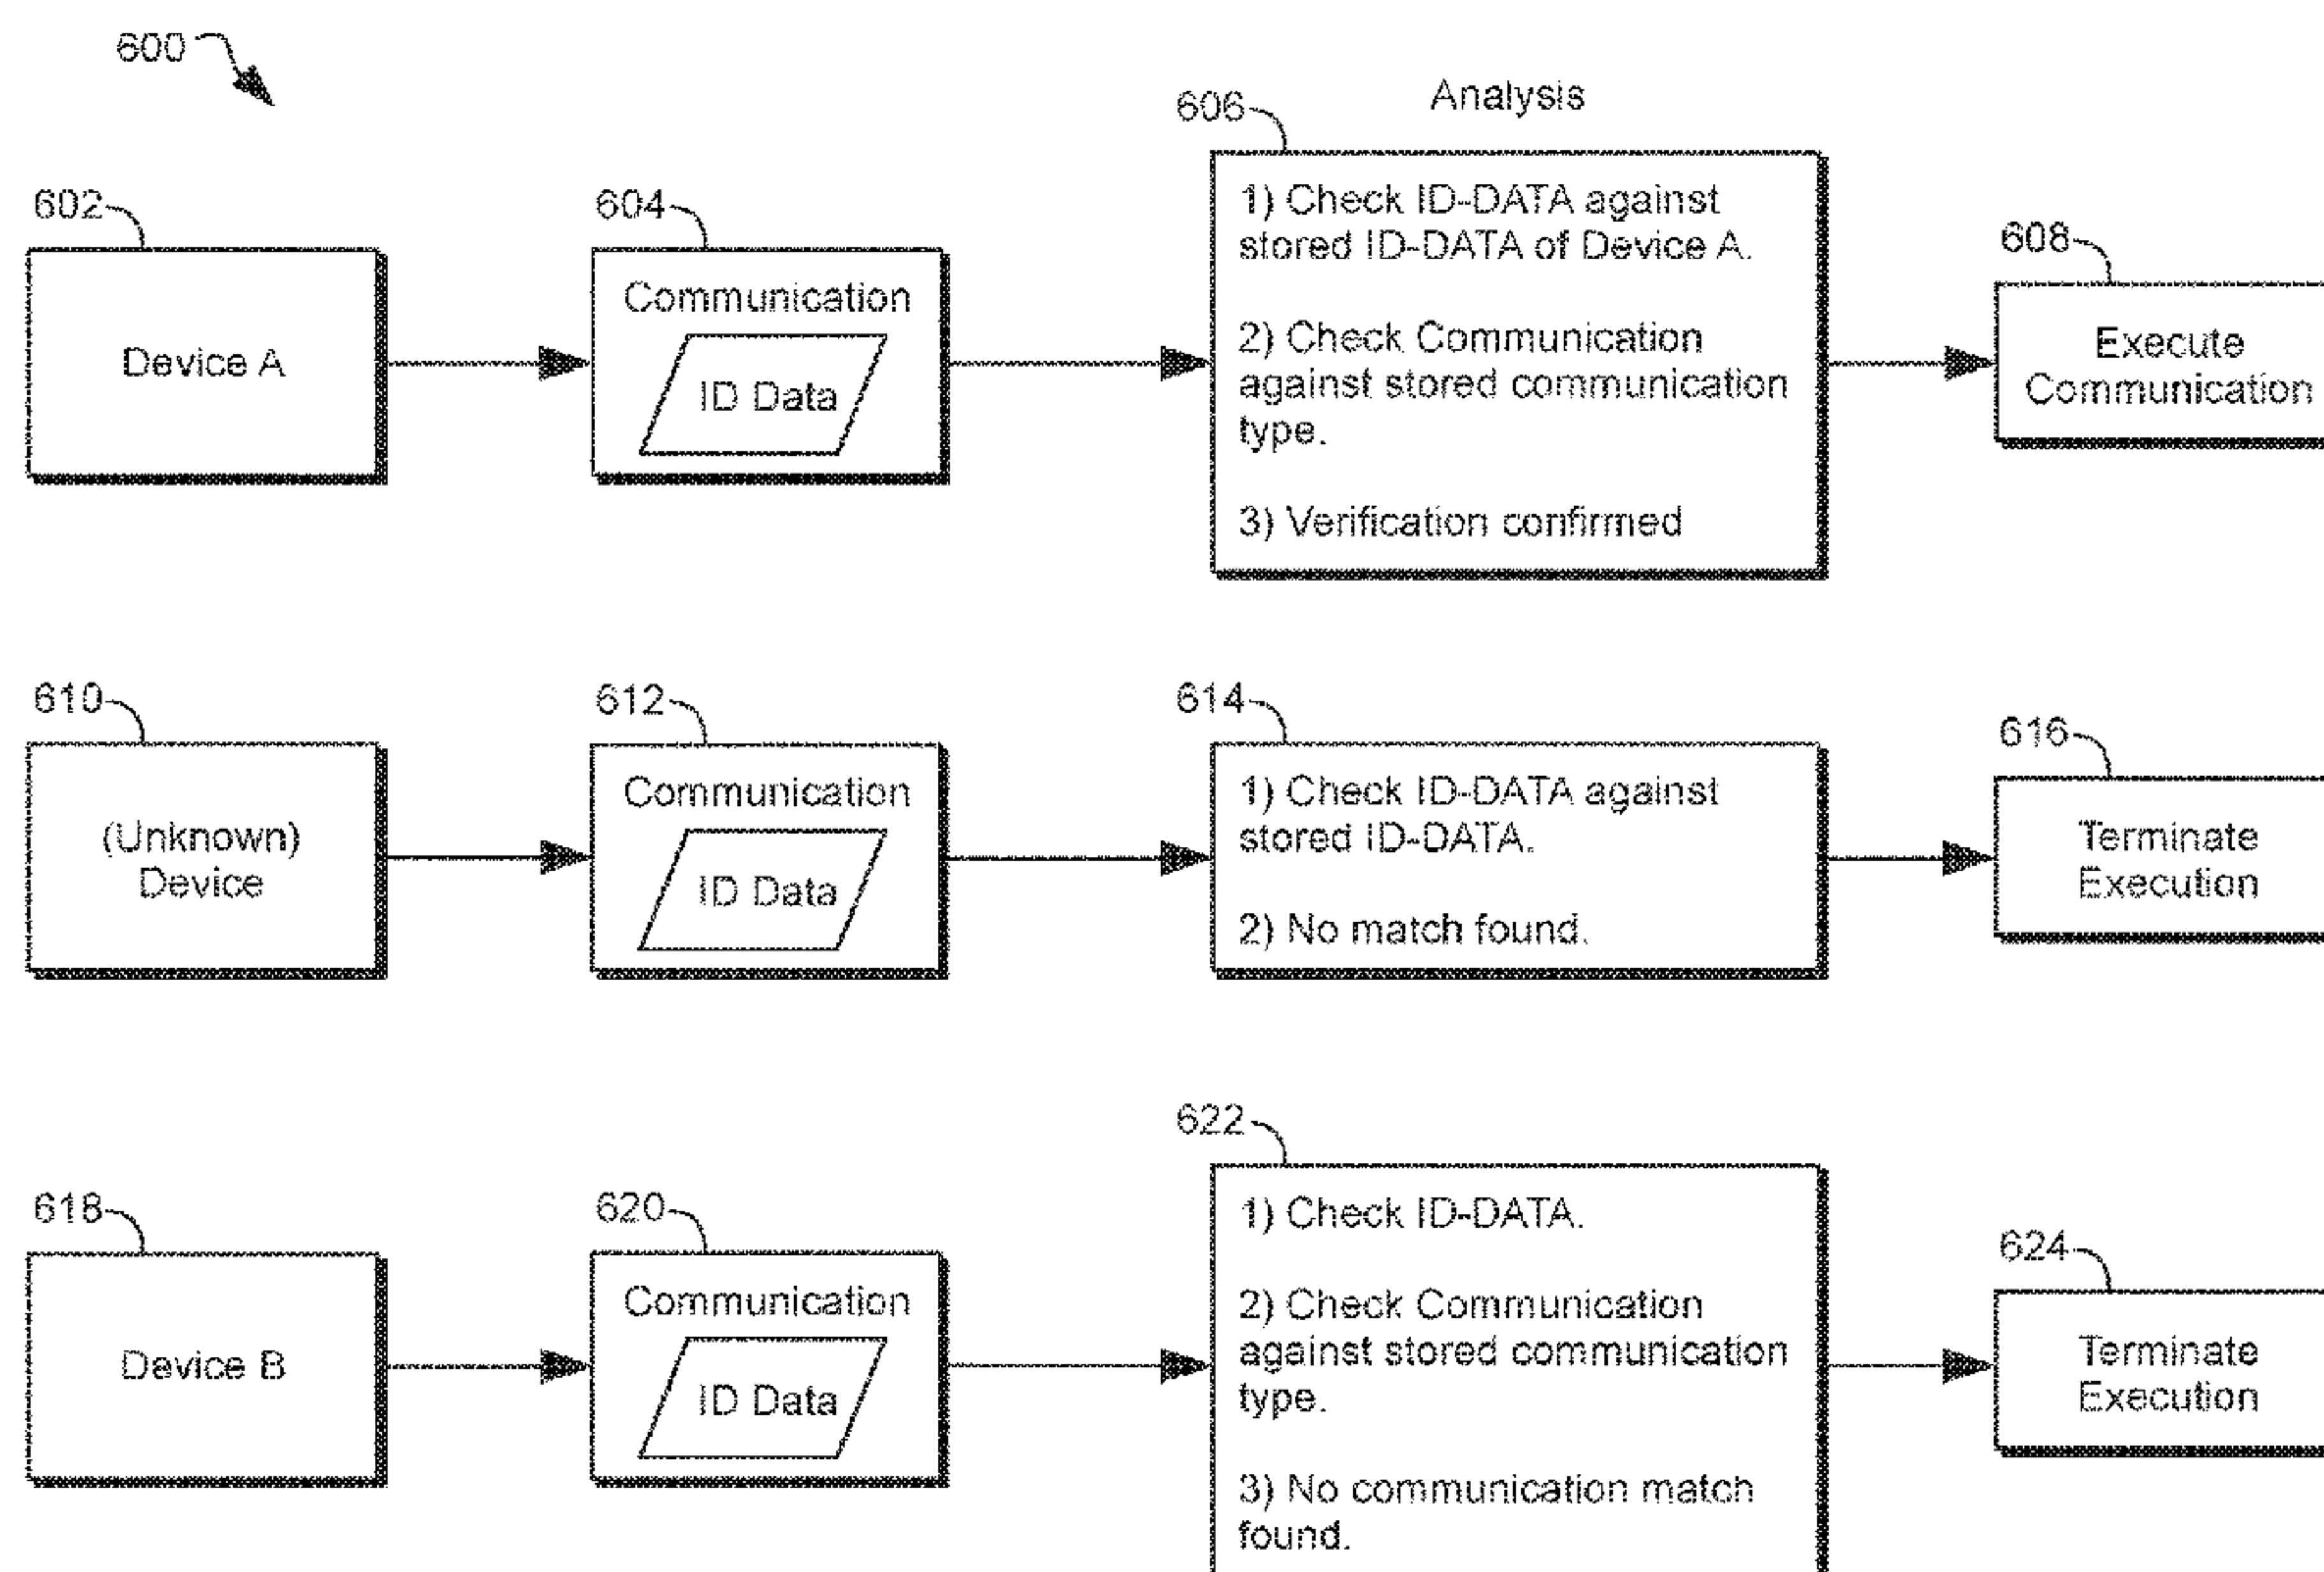 600
Analysis
606
602
604
608
Device A
Communication
ID Data
1) Check ID-DATA against
stored ID-DATA of Device A.
2) Check Communication
against stored communication
type.
3) Verification confirmed
Execute
Communication
610
612
614
616
(Unknown)
Device
Communication
ID Data
1) Check ID-DATA against
stored ID-DATA.
2) No match found.
Terminate
Execution
622
618
620
624
Device B
Communication
ID Data
1) Check ID-DATA.
2) Check Communication
against stored communication
type.
3) No communication match
found.
Terminate
Execution